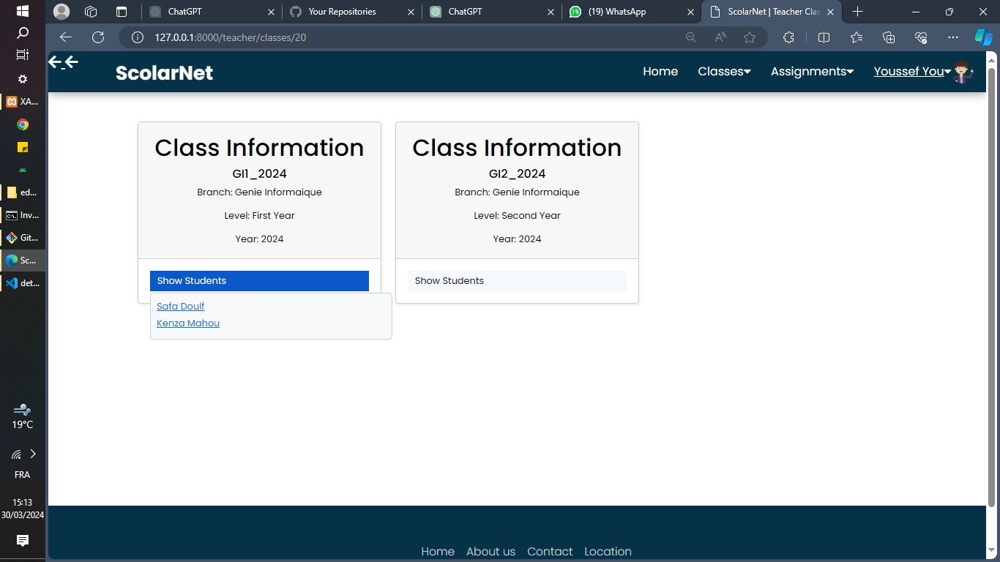 ChatGPT
Your Repositories
ChatGPT
(19) WhatsApp
ScolarNet | Teacher Clas
127.0.0.1:8000/teacher/classes/20
XA...
ed...
Inv...
Git...
Sc...
det...
19°C
FRA
15:13
30/03/2024
ScolarNet
Home
Classes
Assignments
Youssef You
Class Information
GI1_2024
Branch: Genie Informaique
Level: First Year
Year: 2024
Show Students
Safa Doulf
Kenza Mahou
Class Information
GI2_2024
Branch: Genie Informaique
Level: Second Year
Year: 2024
Show Students
Home
About us
Contact
Location